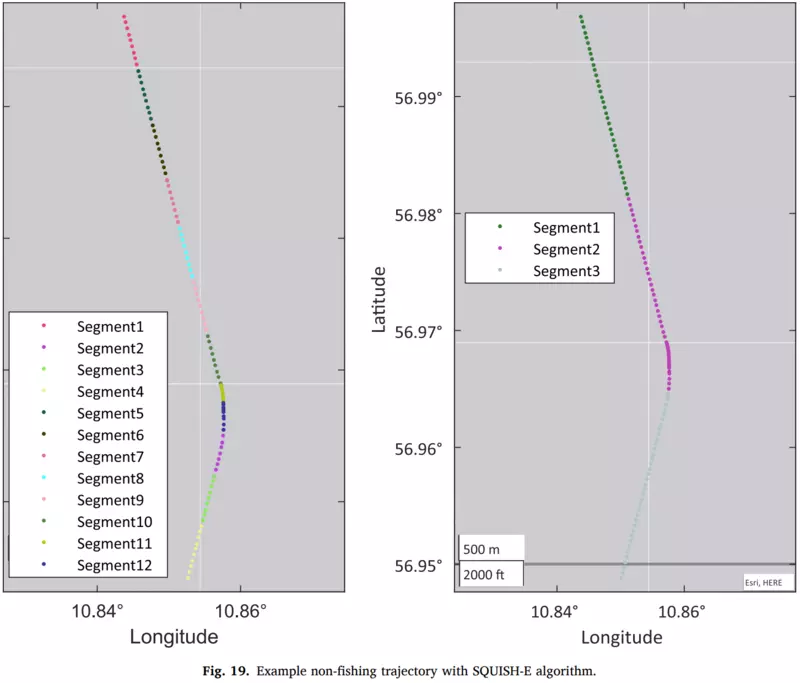 Segment1
Segment2
Segment3
Segment4
Segment5
Segment6
Segment7
Segment8
Segment9
Segment10
Segment11
Segment12
10.84°
10.86°
Longitude
56.99°
56.98°
56.97°
56.96°
56.95°
Latitude
Segment1
Segment2
Segment3
500 m
2000 ft
Esri, HERE
10.84°
10.86°
Longitude
Fig. 19. Example non-fishing trajectory with SQUISH-E algorithm.